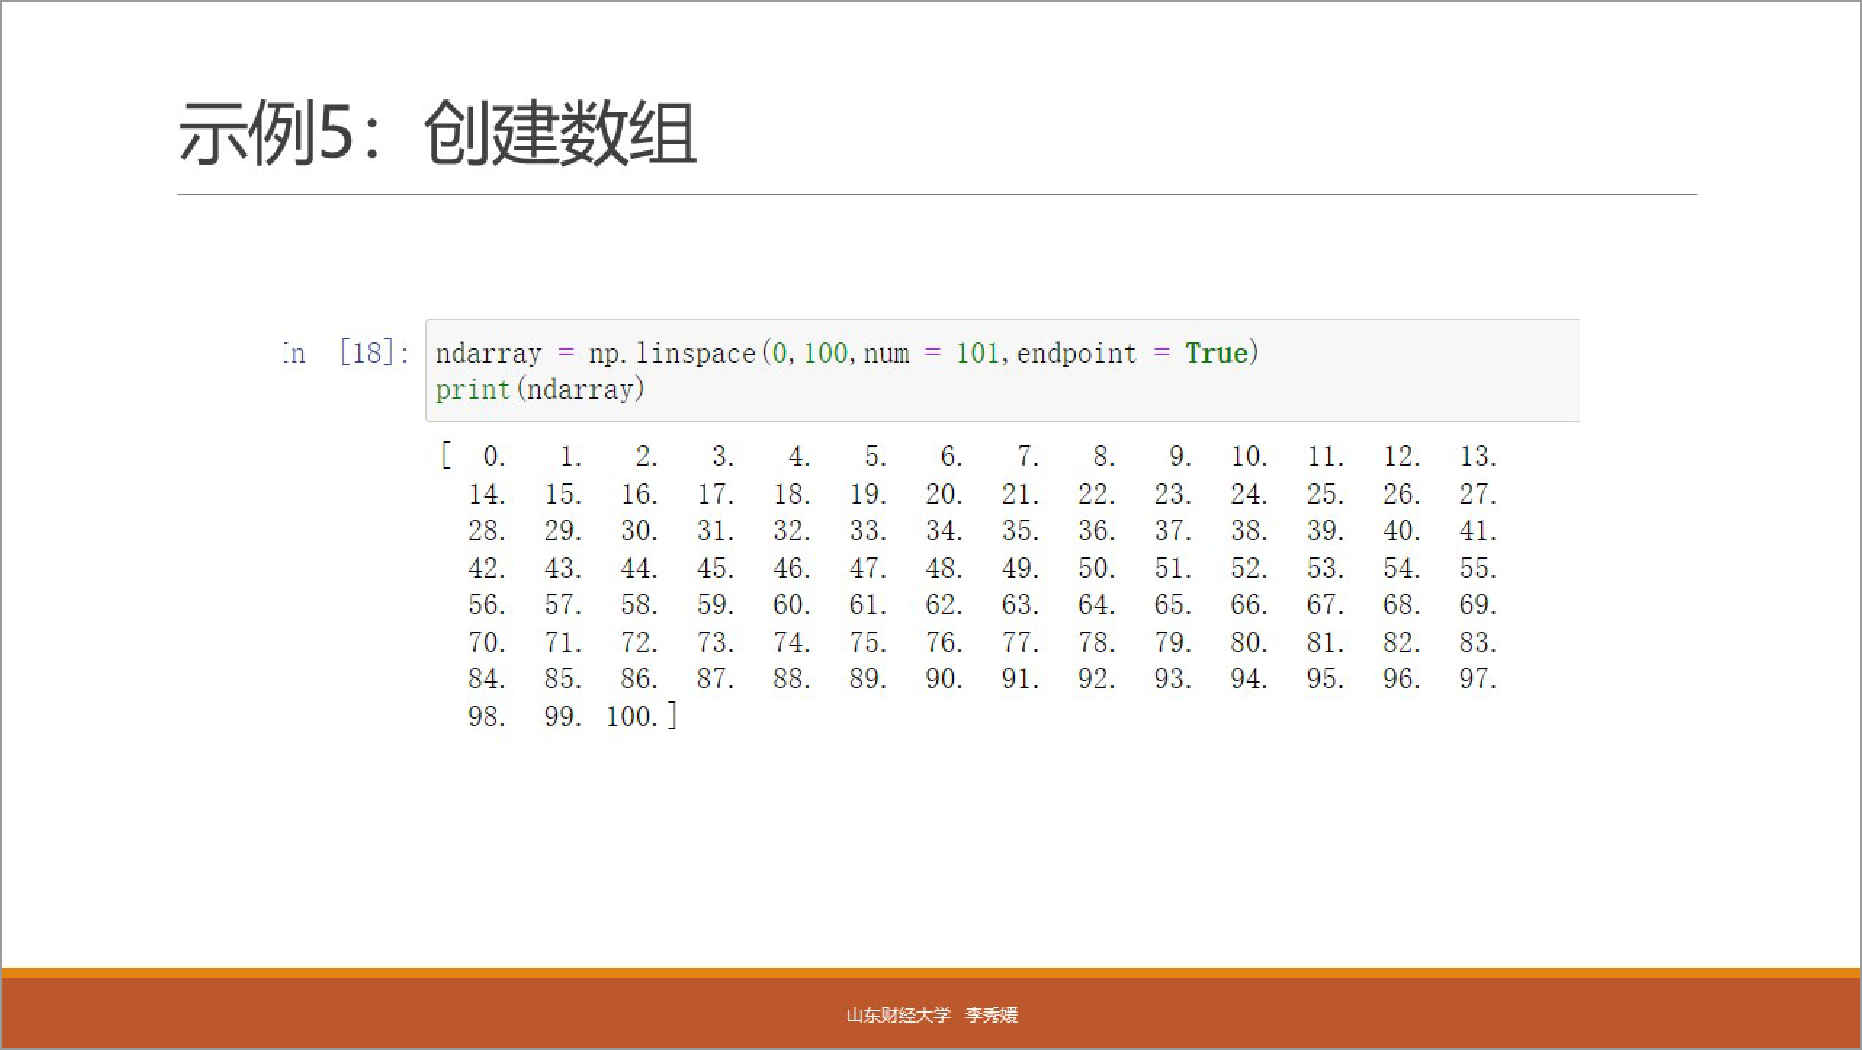 示例5：创建数组
In [18]: ndarray = np.linspace(0,100,num = 101,endpoint = True)
print(ndarray)
[ 0. 1. 2. 3. 4. 5. 6. 7. 8. 9. 10. 11. 12. 13.
14. 15. 16. 17. 18. 19. 20. 21. 22. 23. 24. 25. 26. 27.
28. 29. 30. 31. 32. 33. 34. 35. 36. 37. 38. 39. 40. 41.
42. 43. 44. 45. 46. 47. 48. 49. 50. 51. 52. 53. 54. 55.
56. 57. 58. 59. 60. 61. 62. 63. 64. 65. 66. 67. 68. 69.
70. 71. 72. 73. 74. 75. 76. 77. 78. 79. 80. 81. 82. 83.
84. 85. 86. 87. 88. 89. 90. 91. 92. 93. 94. 95. 96. 97.
98. 99. 100.]
山东财经大学 李秀媛